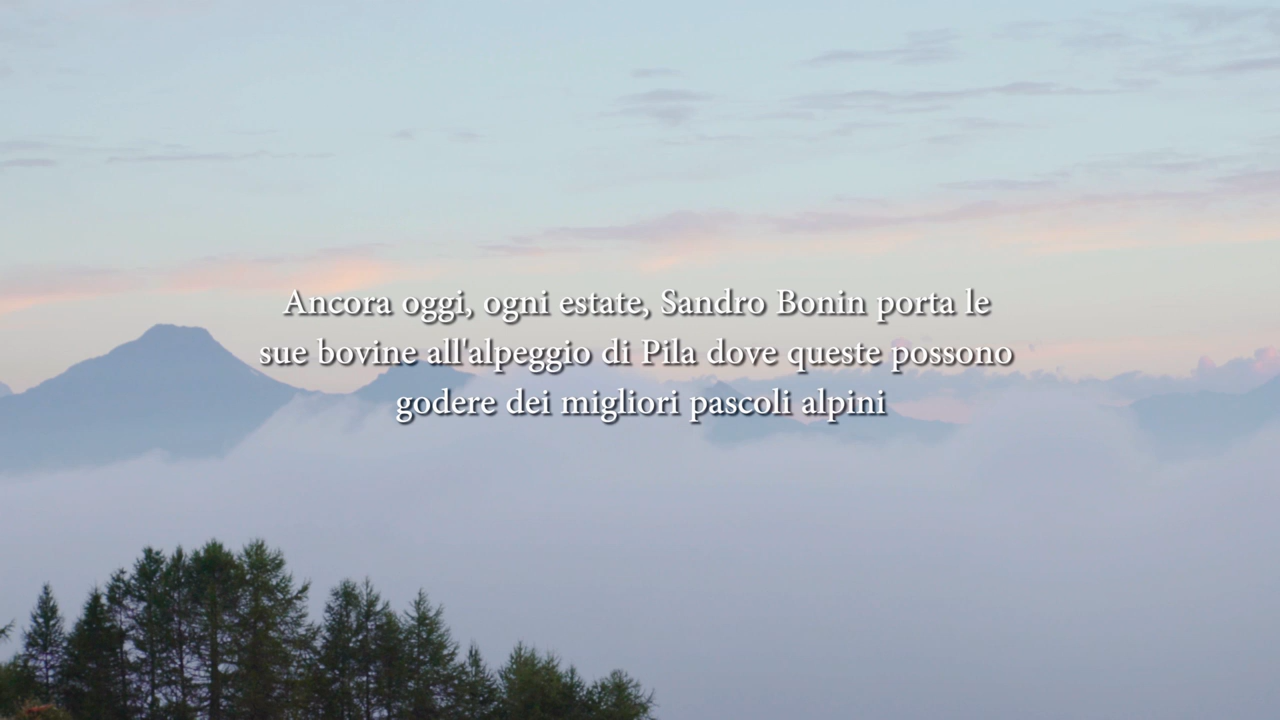 Ancora oggi, ogni estate, Sandro Bonin porta le
sue bovine all'alpeggio di Pila dove queste possono
godere dei migliori pascoli alpini